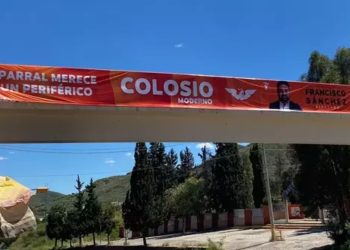 PARRAL MERECE
UN PERIFÉRICO
COLOSIO
MODERNO
FRANCISCO
SÁNCHEZ